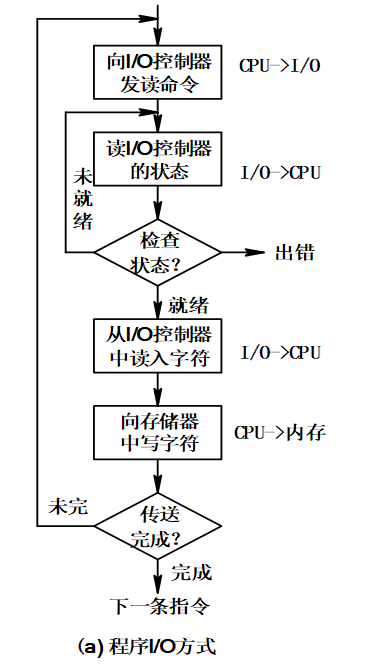 向I/O控制器
发读命令
CPU->I/O
读I/O控制器
的状态
I/O->CPU
未
就
绪
检查
状态?
出错
就绪
从I/O控制器
中读入字符
I/O->CPU
向存储器
中写字符
CPU->内存
未完
传送
完成?
完成
下一条指令
(a) 程序I/O方式